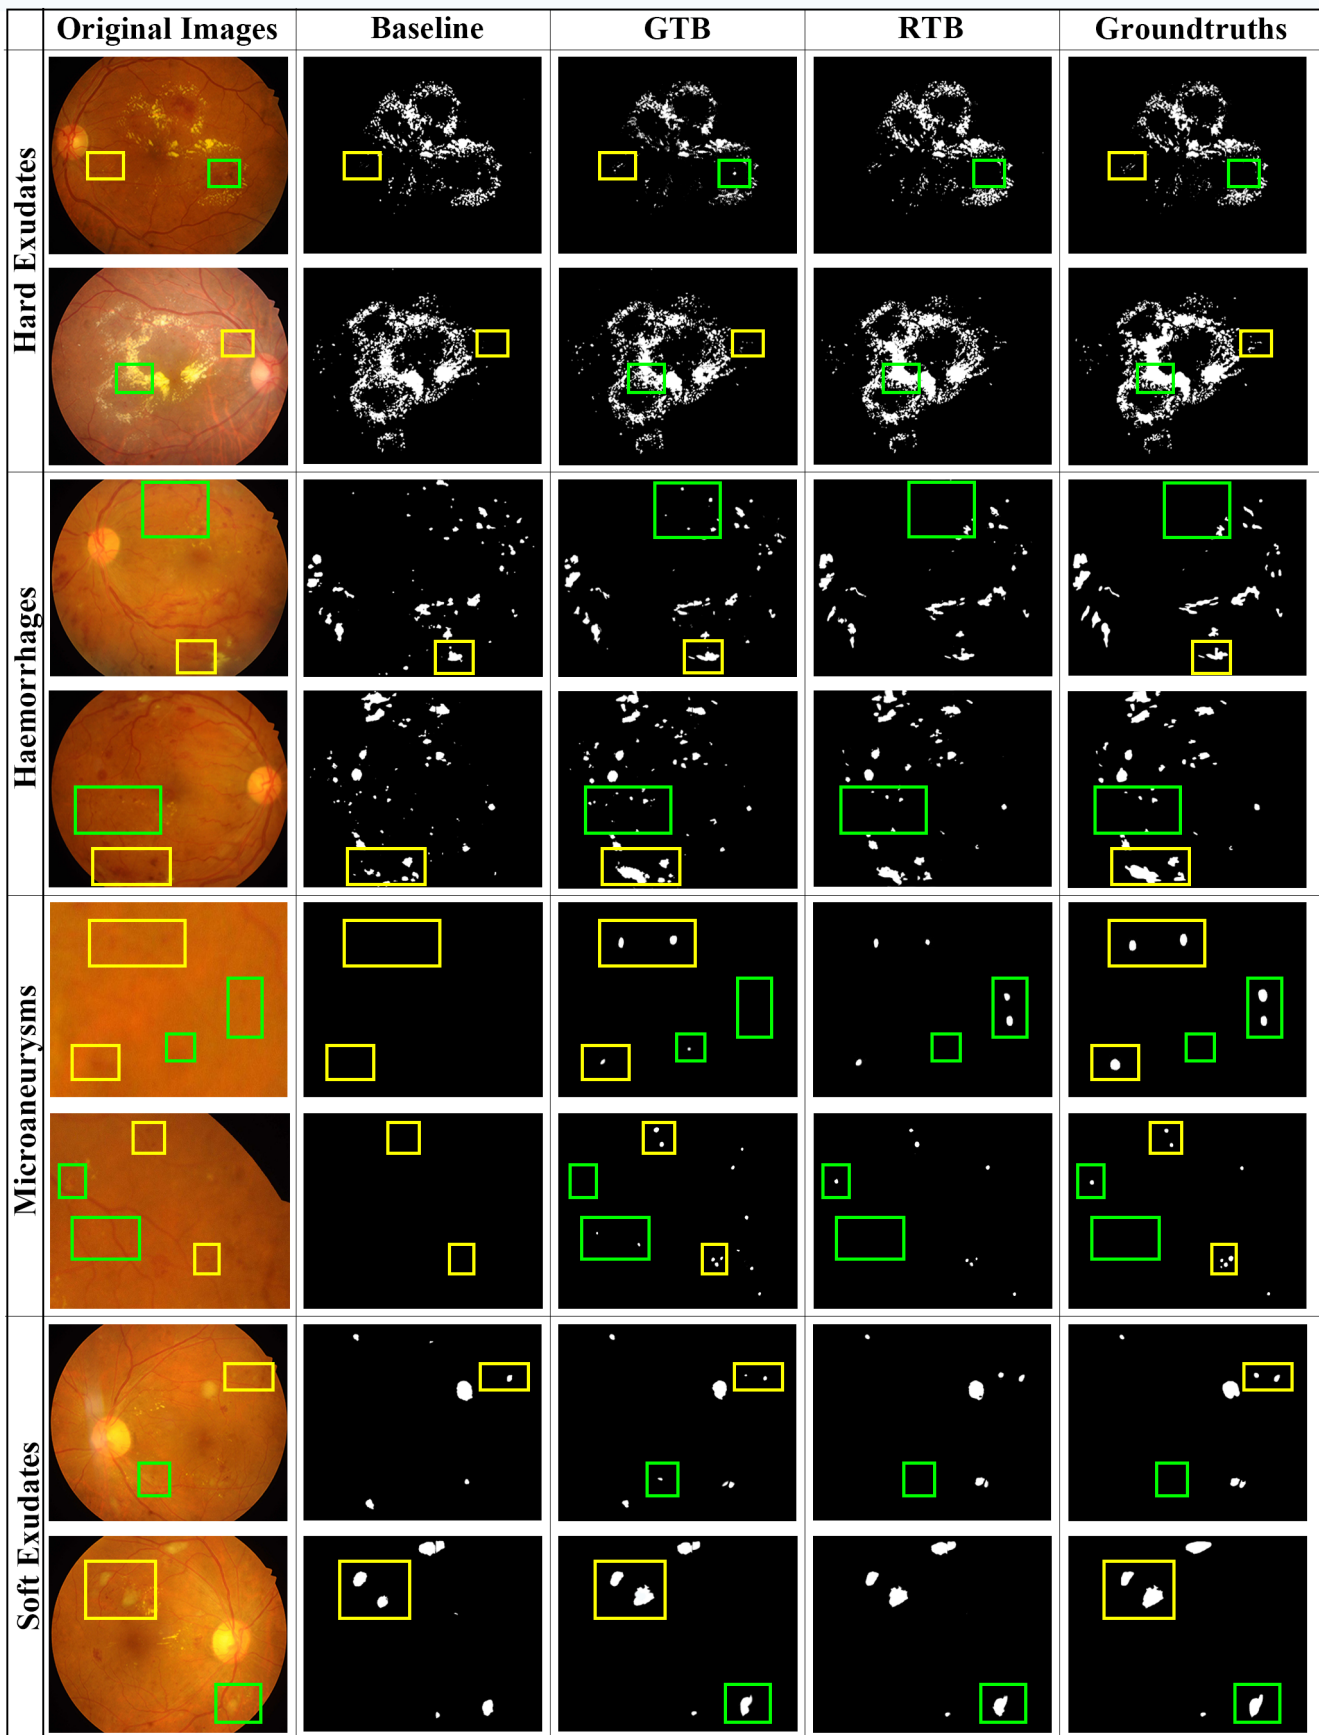 Original Images Baseline GTB RTB Groundtruths
Hard Exudates
Haemorrhages
Microaneurysms
Soft Exudates